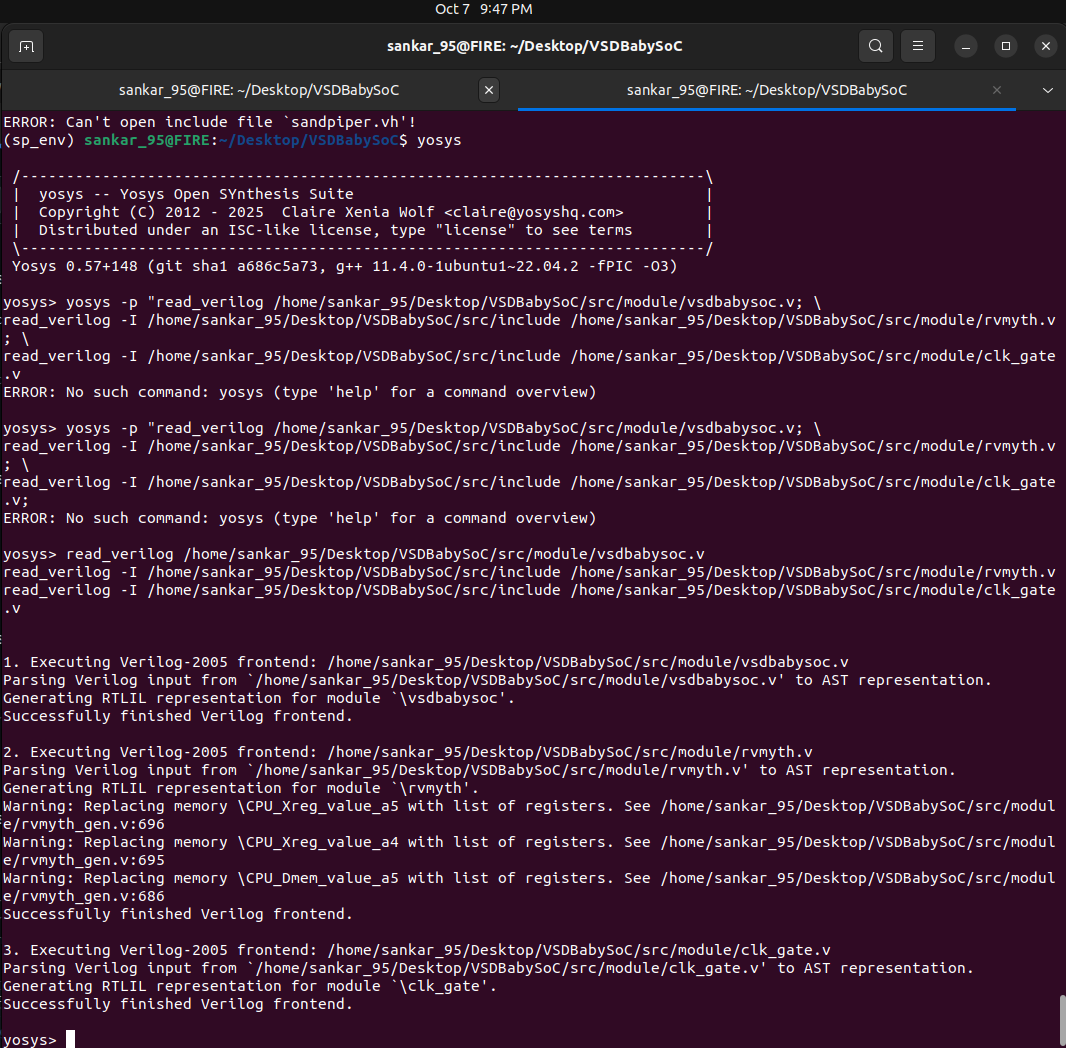 Oct 7 9:47 PM
sankar_95@FIRE: ~/Desktop/VSDBabySoC
sankar_95@FIRE: ~/Desktop/VSDBabySoC
sankar_95@FIRE: ~/Desktop/VSDBabySoC
ERROR: Can't open include file `sandpiper.vh'!
(sp_env) sankar_95@FIRE:~/Desktop/VSDBabySoC$ yosys
/----------------------------------------------------------------------------\
|  yosys -- Yosys Open SYnthesis Suite                                       |
|  Copyright (C) 2012 - 2025  Claire Xenia Wolf <claire@yosyshq.com>         |
|  Distributed under an ISC-like license, type "license" to see terms        |
\----------------------------------------------------------------------------/
Yosys 0.57+148 (git sha1 a686c5a73, g++ 11.4.0-1ubuntu1~22.04.2 -fPIC -O3)
yosys> yosys -p "read_verilog /home/sankar_95/Desktop/VSDBabySoC/src/module/vsdbabysoc.v; \
read_verilog -I /home/sankar_95/Desktop/VSDBabySoC/src/include /home/sankar_95/Desktop/VSDBabySoC/src/module/rvmyth.v
; \
read_verilog -I /home/sankar_95/Desktop/VSDBabySoC/src/include /home/sankar_95/Desktop/VSDBabySoC/src/module/clk_gate
.v
ERROR: No such command: yosys (type 'help' for a command overview)
yosys> yosys -p "read_verilog /home/sankar_95/Desktop/VSDBabySoC/src/module/vsdbabysoc.v; \
read_verilog -I /home/sankar_95/Desktop/VSDBabySoC/src/include /home/sankar_95/Desktop/VSDBabySoC/src/module/rvmyth.v
; \
read_verilog -I /home/sankar_95/Desktop/VSDBabySoC/src/include /home/sankar_95/Desktop/VSDBabySoC/src/module/clk_gate
.v;
ERROR: No such command: yosys (type 'help' for a command overview)
yosys> read_verilog /home/sankar_95/Desktop/VSDBabySoC/src/module/vsdbabysoc.v
read_verilog -I /home/sankar_95/Desktop/VSDBabySoC/src/include /home/sankar_95/Desktop/VSDBabySoC/src/module/rvmyth.v
read_verilog -I /home/sankar_95/Desktop/VSDBabySoC/src/include /home/sankar_95/Desktop/VSDBabySoC/src/module/clk_gate
.v
1. Executing Verilog-2005 frontend: /home/sankar_95/Desktop/VSDBabySoC/src/module/vsdbabysoc.v
Parsing Verilog input from `/home/sankar_95/Desktop/VSDBabySoC/src/module/vsdbabysoc.v' to AST representation.
Generating RTLIL representation for module `\vsdbabysoc'.
Successfully finished Verilog frontend.
2. Executing Verilog-2005 frontend: /home/sankar_95/Desktop/VSDBabySoC/src/module/rvmyth.v
Parsing Verilog input from `/home/sankar_95/Desktop/VSDBabySoC/src/module/rvmyth.v' to AST representation.
Generating RTLIL representation for module `\rvmyth'.
Warning: Replacing memory \CPU_Xreg_value_a5 with list of registers. See /home/sankar_95/Desktop/VSDBabySoC/src/modul
e/rvmyth_gen.v:696
Warning: Replacing memory \CPU_Xreg_value_a4 with list of registers. See /home/sankar_95/Desktop/VSDBabySoC/src/modul
e/rvmyth_gen.v:695
Warning: Replacing memory \CPU_Dmem_value_a5 with list of registers. See /home/sankar_95/Desktop/VSDBabySoC/src/modul
e/rvmyth_gen.v:686
Successfully finished Verilog frontend.
3. Executing Verilog-2005 frontend: /home/sankar_95/Desktop/VSDBabySoC/src/module/clk_gate.v
Parsing Verilog input from `/home/sankar_95/Desktop/VSDBabySoC/src/module/clk_gate.v' to AST representation.
Generating RTLIL representation for module `\clk_gate'.
Successfully finished Verilog frontend.
yosys>